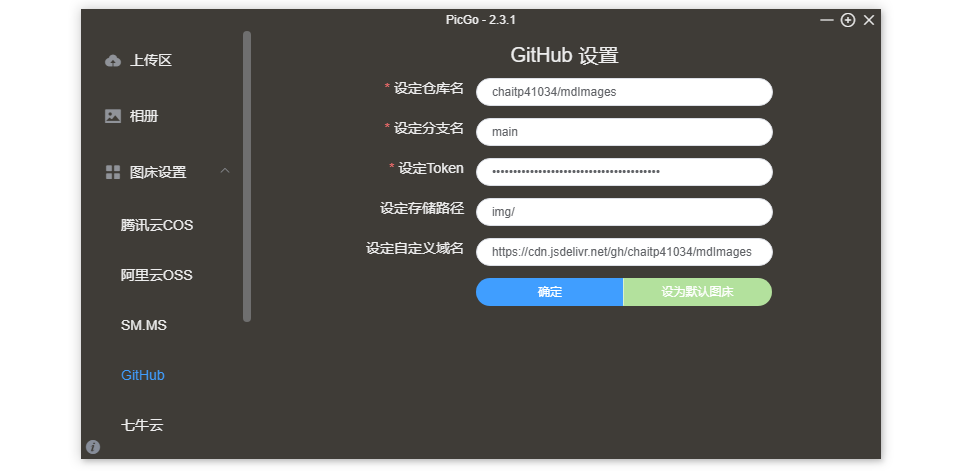 PicGo - 2.3.1
上传区
相册
图床设置
腾讯云COS
阿里云OSS
SM.MS
GitHub
七牛云
GitHub 设置
* 设定仓库名
chaitp41034/mdImages
* 设定分支名
main
* 设定Token
••••••••••••••••••••••••••••••••••••••••
设定存储路径
img/
设定自定义域名
https://cdn.jsdelivr.net/gh/chaitp41034/mdImages
确定
设为默认图床